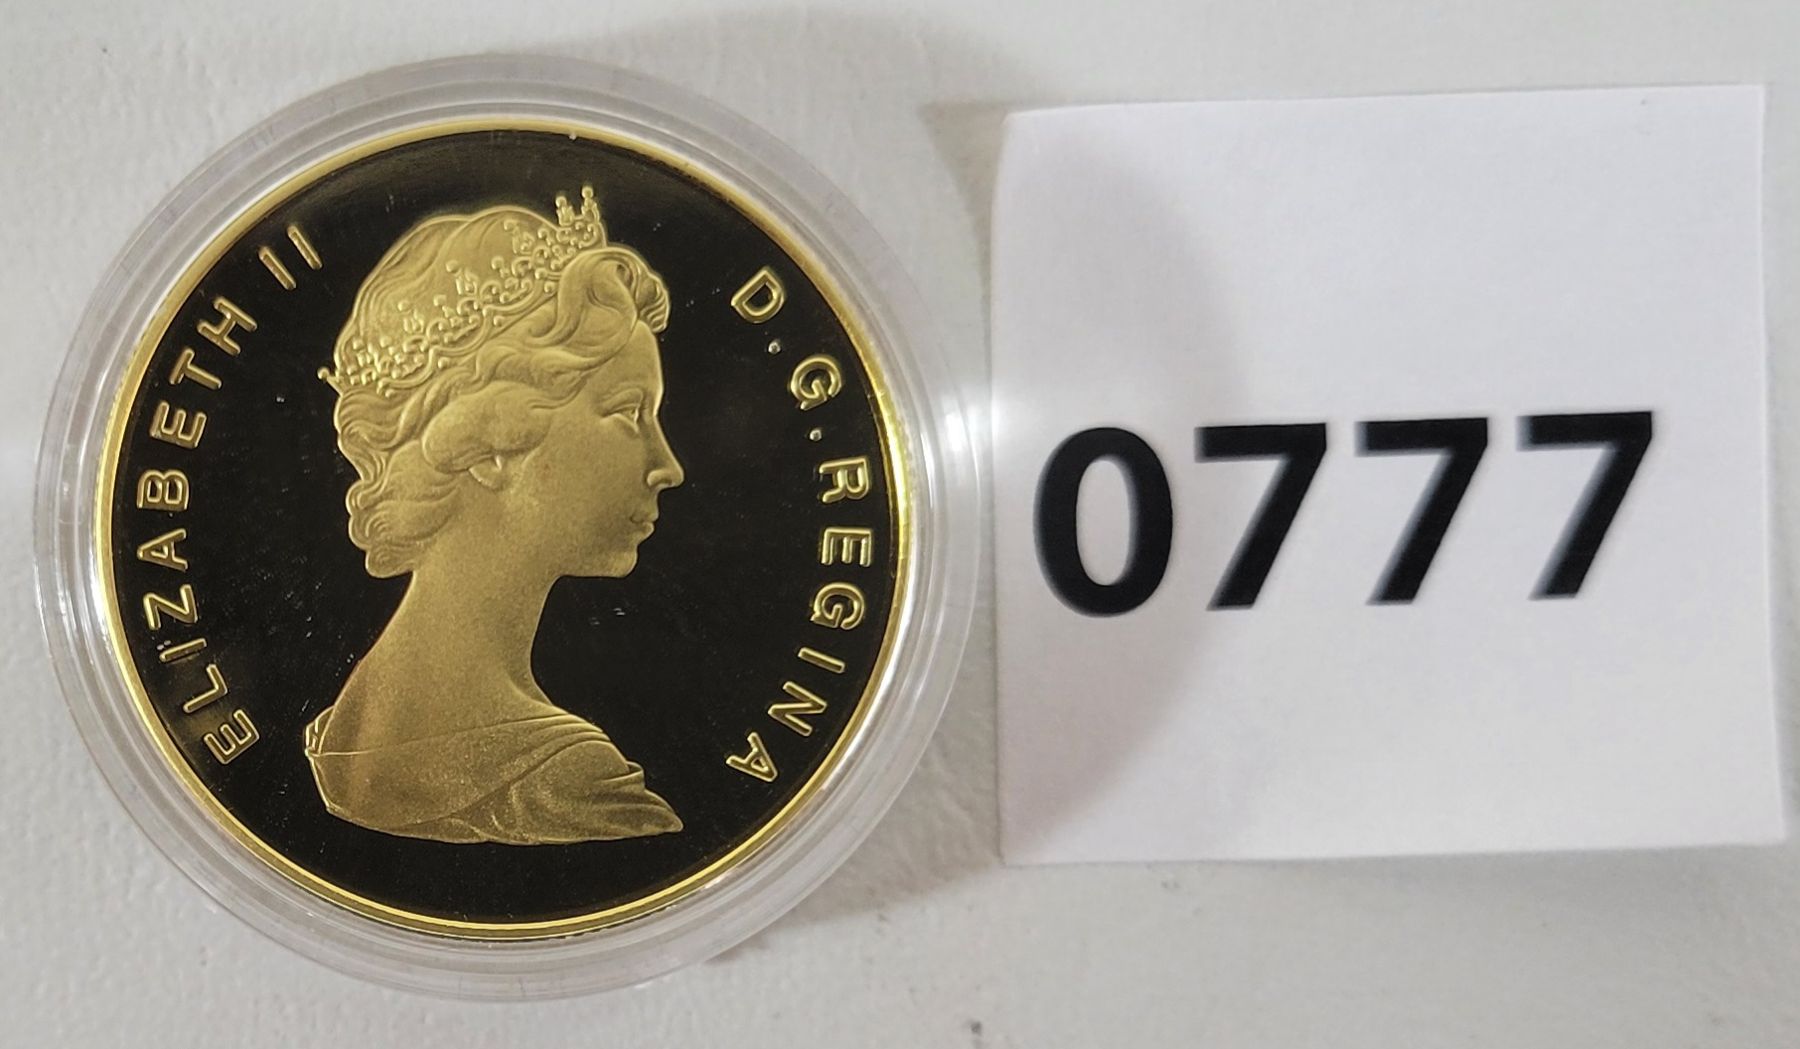 ELIZABETH II
D.G.REGINA
0777